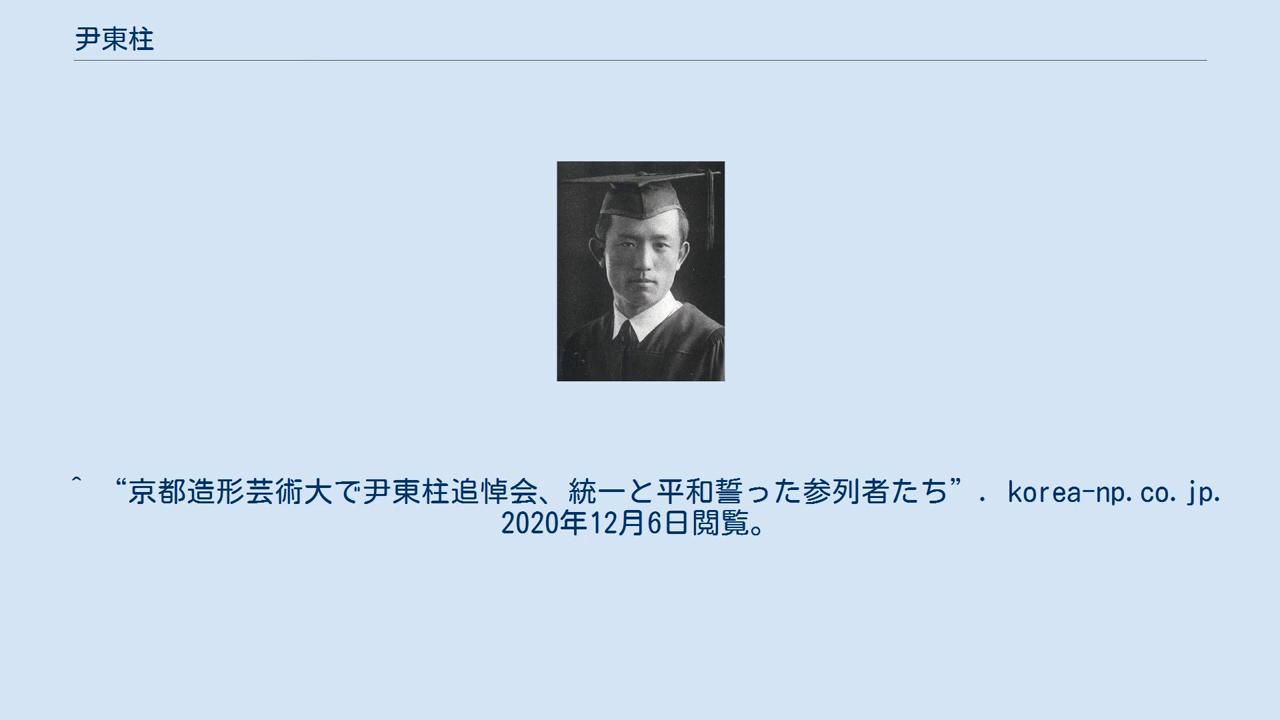 尹東柱
^ “京都造形芸術大で尹東柱追悼会、統一と平和誓った参列者たち”. korea-np.co.jp.
2020年12月6日閲覧。